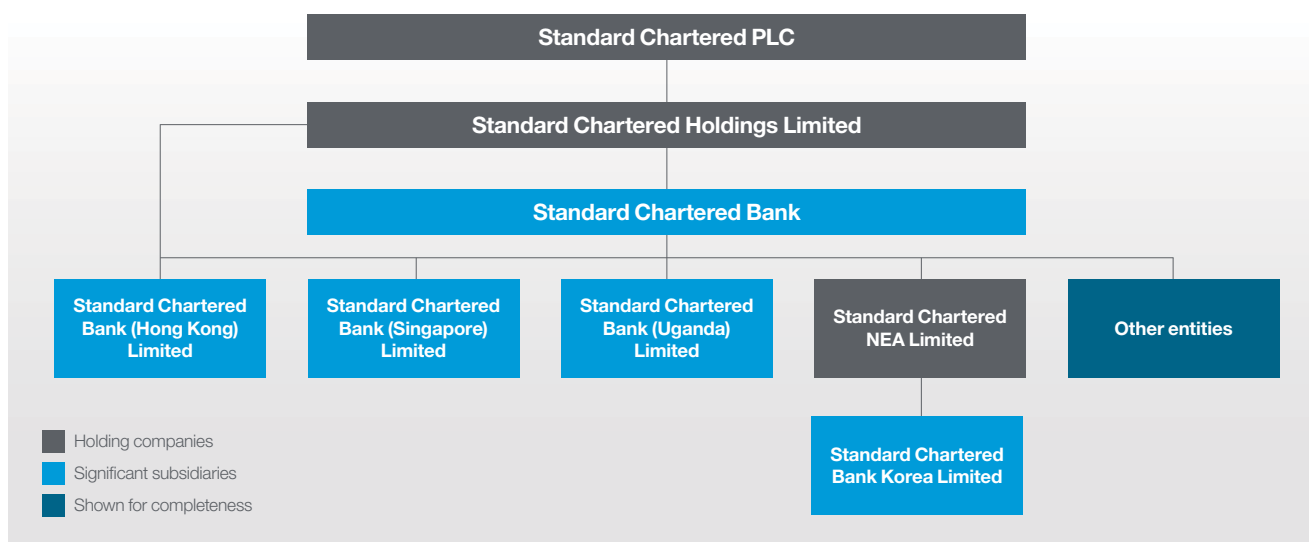 Standard Chartered PLC
Standard Chartered Holdings Limited
Standard Chartered Bank
Standard Chartered
Bank (Hong Kong)
Limited
Standard Chartered
Bank (Singapore)
Limited
Standard Chartered
Bank (Uganda)
Limited
Standard Chartered
NEA Limited
Other entities
Standard Chartered
Bank Korea Limited
Holding companies
Significant subsidiaries
Shown for completeness